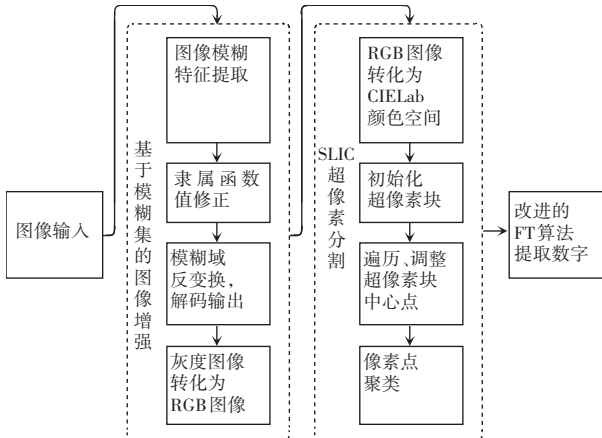 图像输入
基于模糊集的图像增强
图像模糊
特征提取
隶属函数
值修正
模糊域
反变换，
解码输出
灰度图像
转化为
RGB图像
SLIC
超像素分割
RGB图像
转化为
CIELab
颜色空间
初始化
超像素块
遍历、调整
超像素块
中心点
像素点
聚类
改进的
FT算法
提取数字